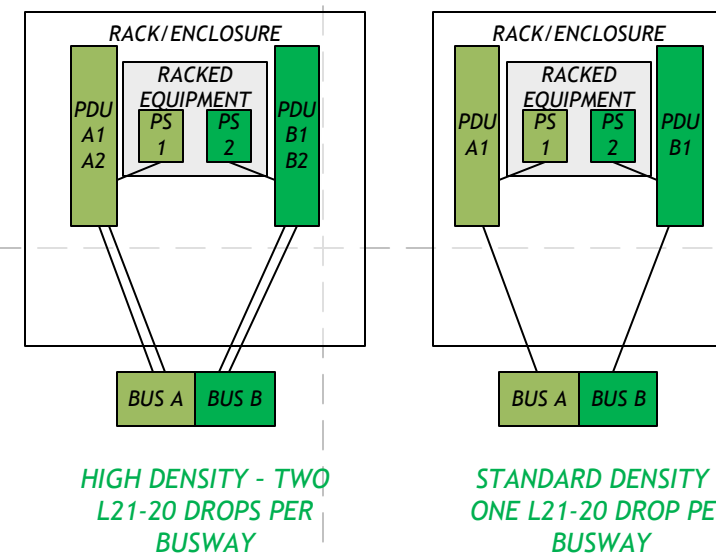 RACK/ENCLOSURE
RACKED
EQUIPMENT
PDU
A1
A2
PS
1
PS
2
PDU
B1
B2
BUS A
BUS B
HIGH DENSITY – TWO
L21-20 DROPS PER
BUSWAY
RACK/ENCLOSURE
RACKED
EQUIPMENT
PDU
A1
PS
1
PS
2
PDU
B1
BUS A
BUS B
STANDARD DENSITY
ONE L21-20 DROP PE
BUSWAY